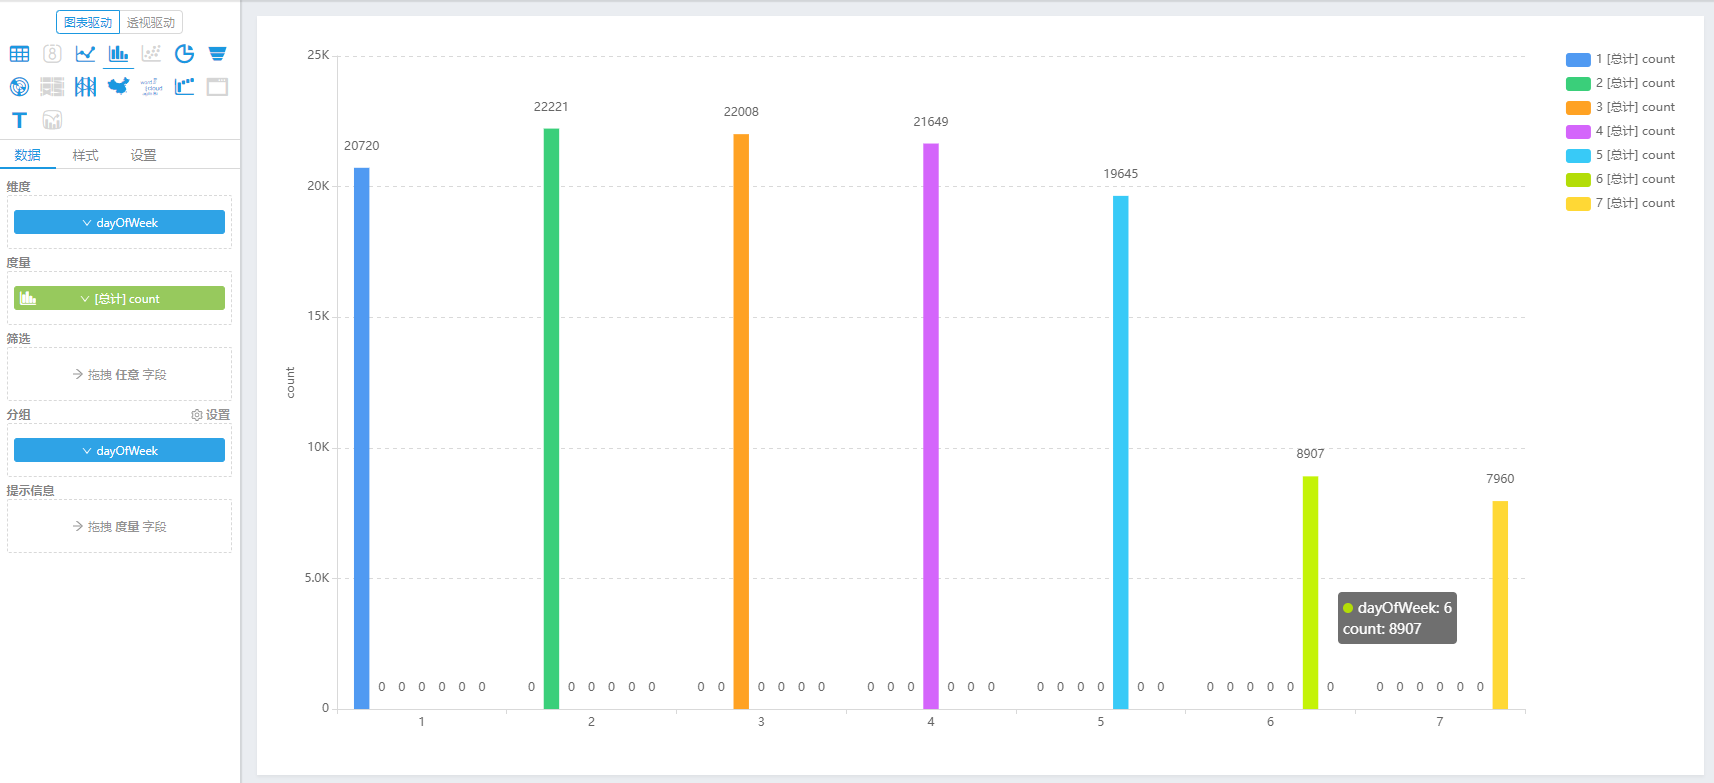 图表驱动 透视驱动
数据 样式 设置
维度
dayOfWeek
度量
[总计] count
筛选
拖拽 任意 字段
分组 设置
dayOfWeek
提示信息
拖拽 度量 字段
25K
20K
15K
10K
5.0K
0
count
20720
22221
22008
21649
19645
8907
7960
0 0 0 0 0 0
0 0 0 0 0 0
0 0 0 0 0 0
0 0 0 0 0 0
0 0 0 0 0 0
0 0 0 0 0 0
0 0 0 0 0 0
1 2 3 4 5 6 7
dayOfWeek: 6
count: 8907
1 [总计] count
2 [总计] count
3 [总计] count
4 [总计] count
5 [总计] count
6 [总计] count
7 [总计] count